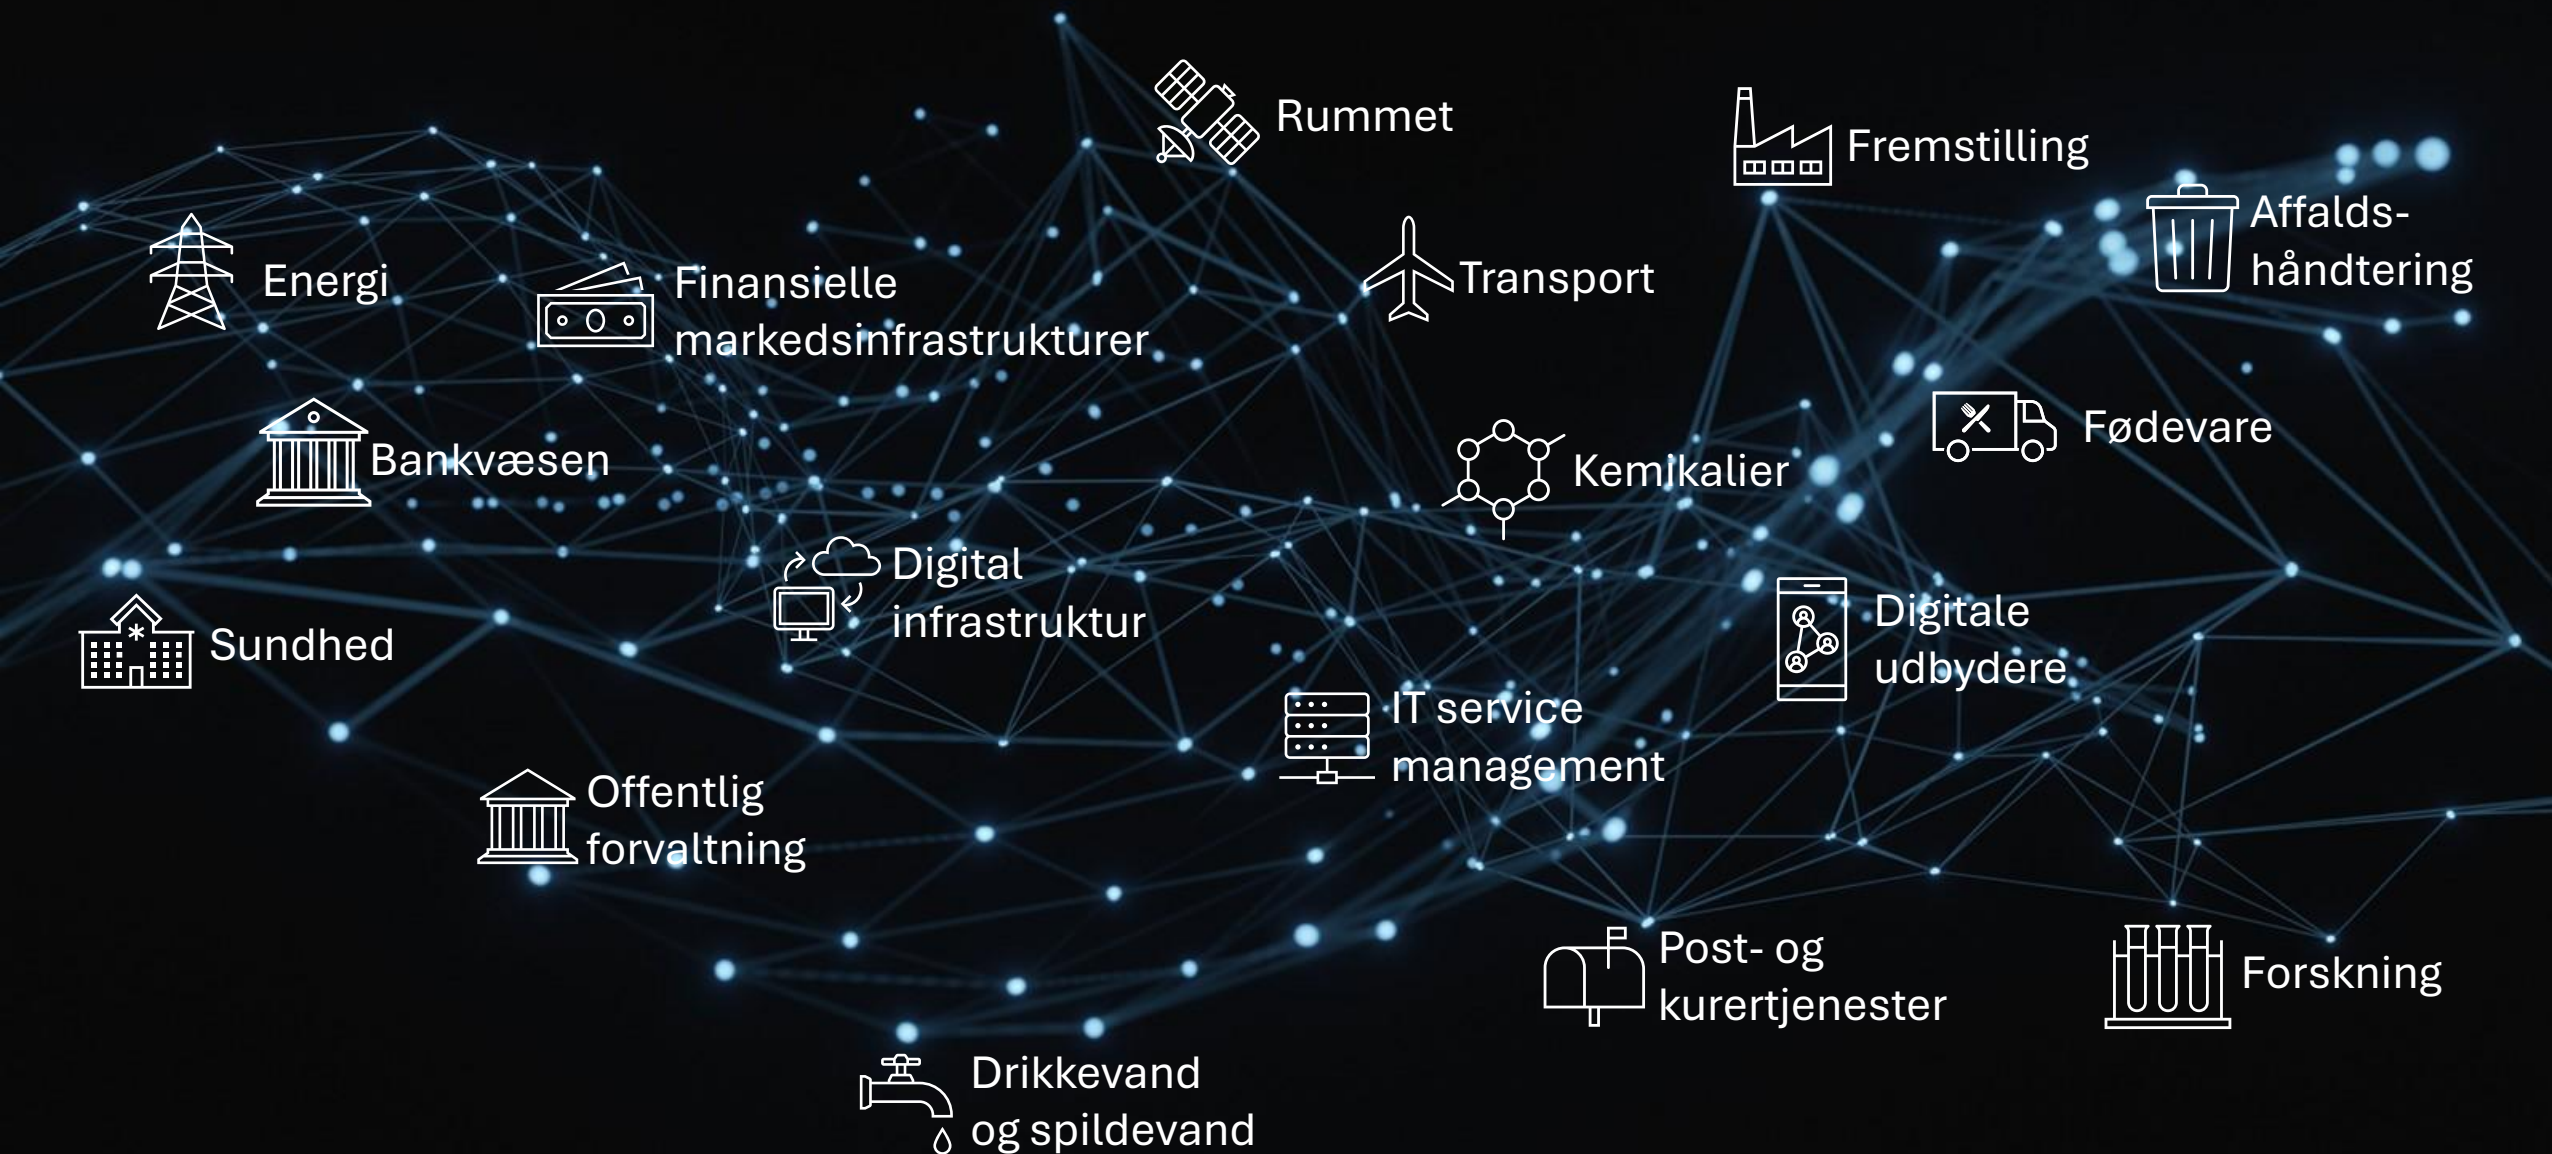 Rummet
Fremstilling
Affalds-
håndtering
Energi
Finansielle
markedsinfrastrukturer
Transport
Bankvæsen
Kemikalier
Fødevare
Digital
infrastruktur
Digitale
udbydere
Sundhed
IT service
management
Offentlig
forvaltning
Post- og
kurertjenester
Forskning
Drikkevand
og spildevand